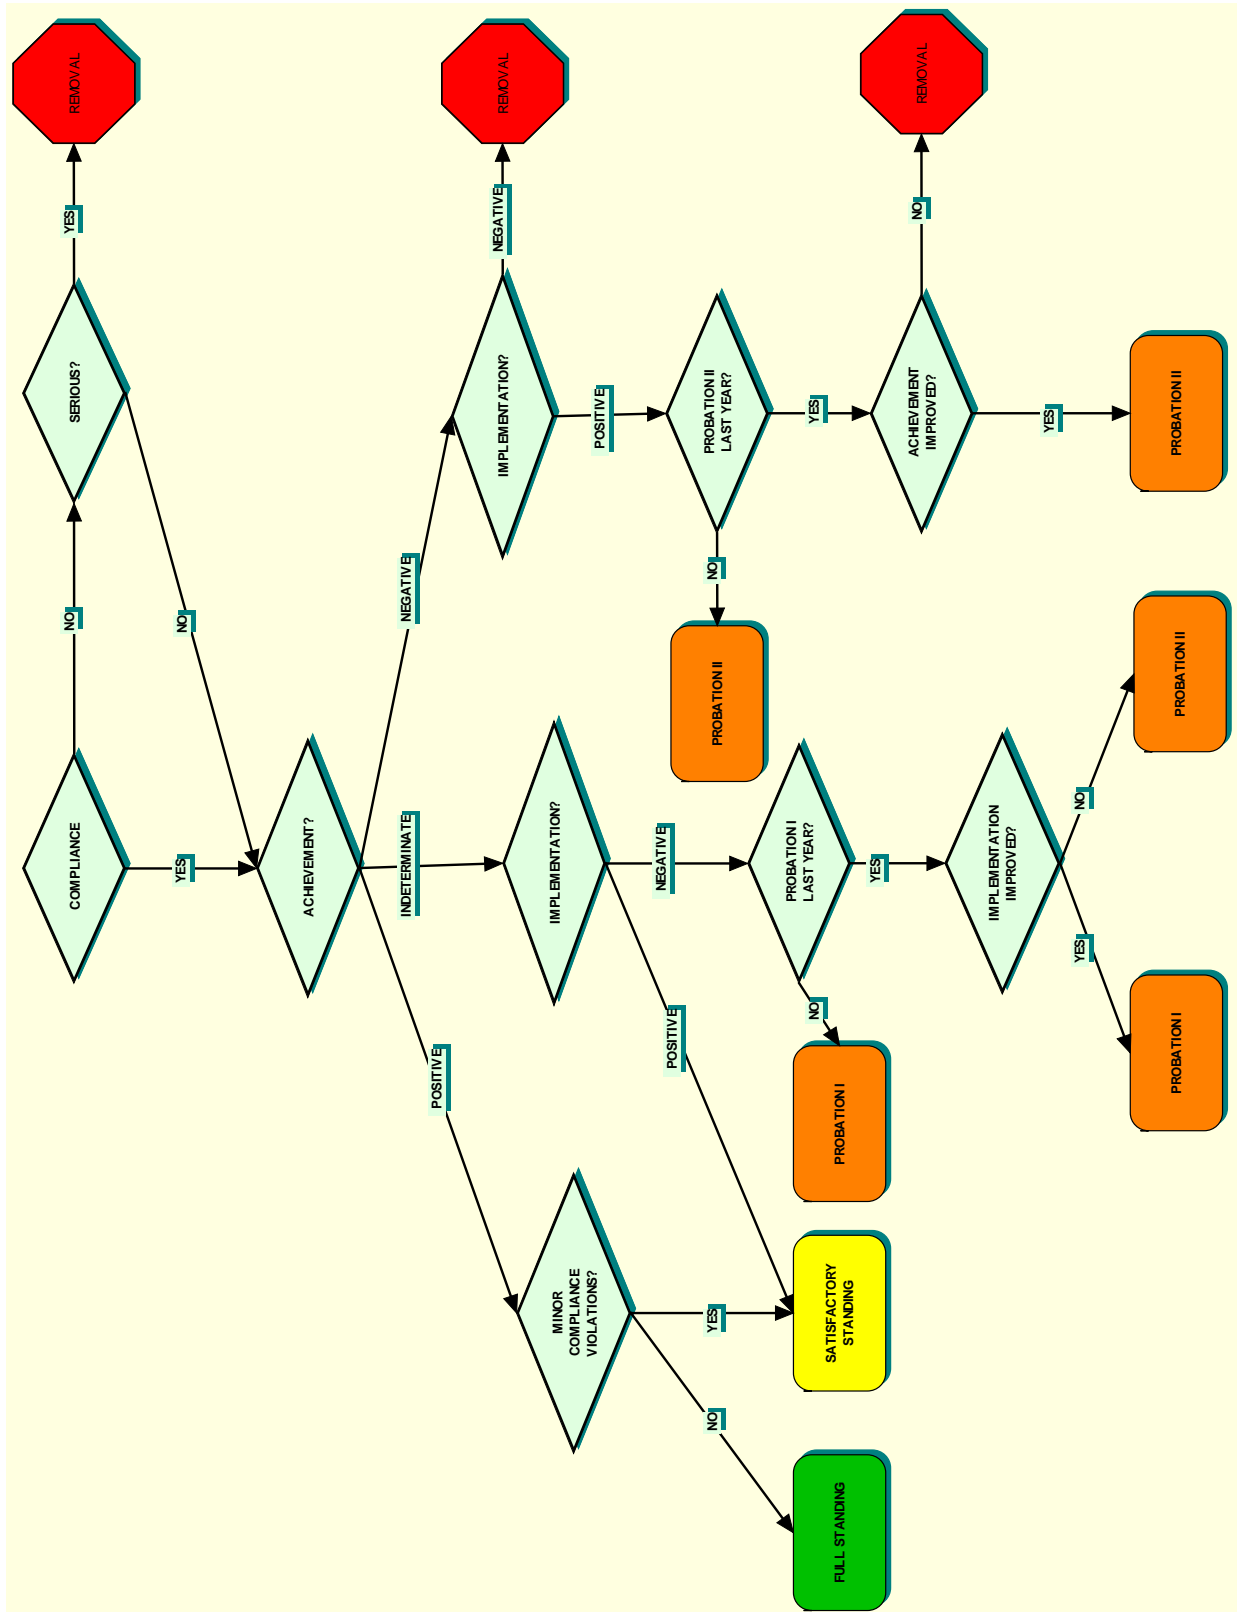 COMPLIANCE
NO
SERIOUS?
YES
REMOVAL
YES
NO
ACHIEVEMENT?
POSITIVE
INDETERMINATE
NEGATIVE
MINOR
COMPLIANCE
VIOLATIONS?
IMPLEMENTATION?
IMPLEMENTATION?
NEGATIVE
REMOVAL
POSITIVE
POSITIVE
NEGATIVE
NO
YES
PROBATION II
NO
PROBATION II
LAST YEAR?
YES
PROBATION I
LAST YEAR?
NO
YES
FULL STANDING
SATISFACTORY
STANDING
PROBATION I
ACHIEVEMENT
IMPROVED?
NO
REMOVAL
IMPLEMENTATION
IMPROVED?
YES
NO
YES
PROBATION I
PROBATION II
PROBATION II